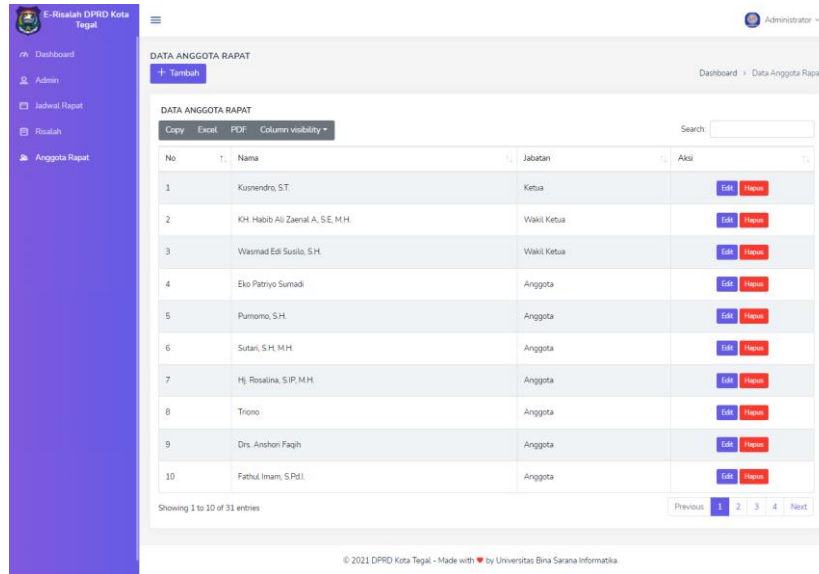 E-Risalah DPRD Kota
Tegal
Administrator
Dashboard
Admin
Jadwal Rapat
Risalah
Anggota Rapat
DATA ANGGOTA RAPAT
+ Tambah
Dashboard > Data Anggota Rapa
DATA ANGGOTA RAPAT
Copy Excel PDF Column visibility
Search:
No Nama Jabatan Aksi
1 Kusnendro, S.T. Ketua Edit Hapus
2 KH. Habib Ali Zaenal A, S.E, M.H. Wakil Ketua Edit Hapus
3 Wasmad Edi Susilo, S.H. Wakil Ketua Edit Hapus
4 Eko Patriyo Sumadi Anggota Edit Hapus
5 Purnomo, S.H. Anggota Edit Hapus
6 Sutari, S.H, M.H. Anggota Edit Hapus
7 Hj. Rosalina, S.IP, M.H. Anggota Edit Hapus
8 Triono Anggota Edit Hapus
9 Drs. Anshori Faqih Anggota Edit Hapus
10 Fathul Imam, S.Pd.I. Anggota Edit Hapus
Showing 1 to 10 of 31 entries
Previous 1 2 3 4 Next
© 2021 DPRD Kota Tegal - Made with ♥ by Universitas Bina Sarana Informatika.